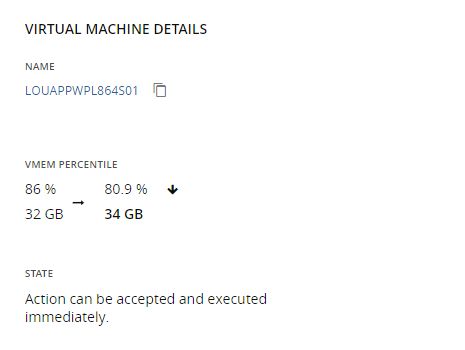 VIRTUAL MACHINE DETAILS
NAME
LOUAPPWPL864S01
VMEM PERCENTILE
86 % → 80.9 % ↓
32 GB 34 GB
STATE
Action can be accepted and executed
immediately.